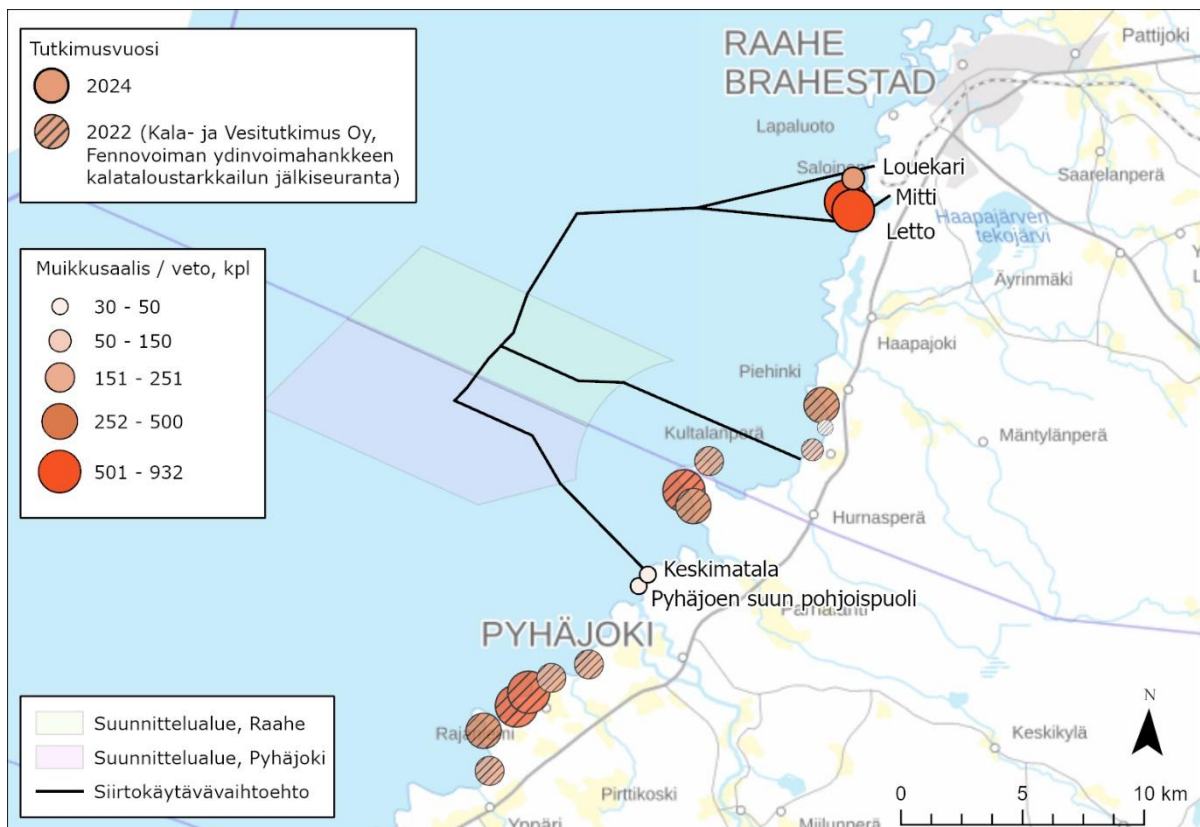 Tutkimusvuosi
2024
2022 (Kala- ja Vesitutkimus Oy,
Fennovoiman ydinvoimahankkeen
kalataloustarkkailun jälkiseuranta)
Muikkusaalis / veto, kpl
30 - 50
50 - 150
151 - 251
252 - 500
501 - 932
RAAHE
BRAHESTAD
Pattijoki
Lapaluoto
Saloinen
Louekari
Saarelanperä
Mitti
Letto
Haapajärven
tekojärvi
Äyrinmäki
Haapajoki
Piehinki
Kultalanperä
Mäntylänperä
Hurnasperä
Keskimatala
Pyhäjoen suun pohjoispuoli
PYHÄJOKI
Keskikylä
Pirttikoski
Yppäri
Miilunperä
Suunnittelualue, Raahe
Suunnittelualue, Pyhäjoki
Siirtokäytävävaihtoehto
N
0 5 10 km